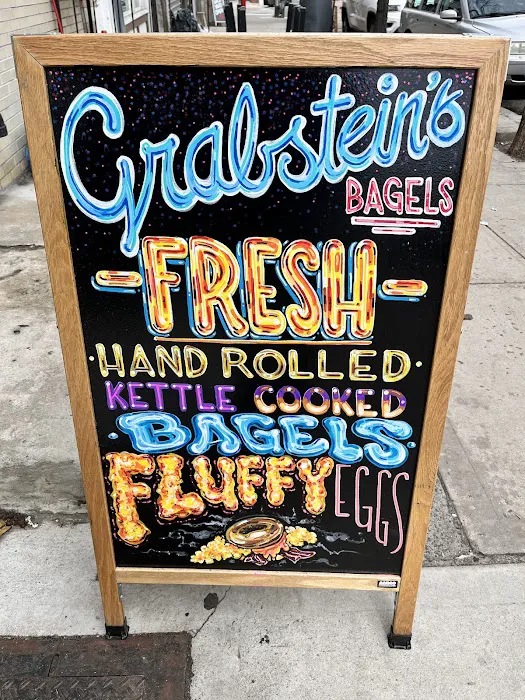 Grabstein's
BAGELS
-FRESH-
·HAND ROLLED·
KETTLE COOKED
·BAGELS·
FLUFFY EGGS